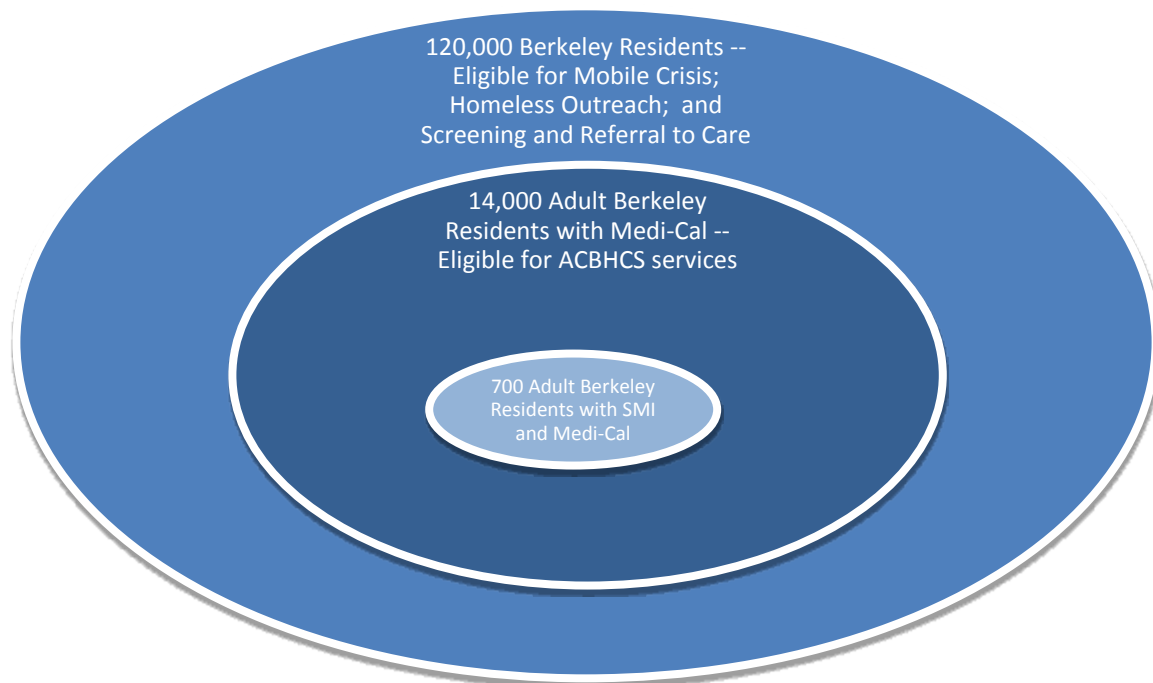 120,000 Berkeley Residents --
Eligible for Mobile Crisis;
Homeless Outreach;  and
Screening and Referral to Care
14,000 Adult Berkeley
Residents with Medi-Cal --
Eligible for ACBHCS services
700 Adult Berkeley
Residents with SMI
and Medi-Cal